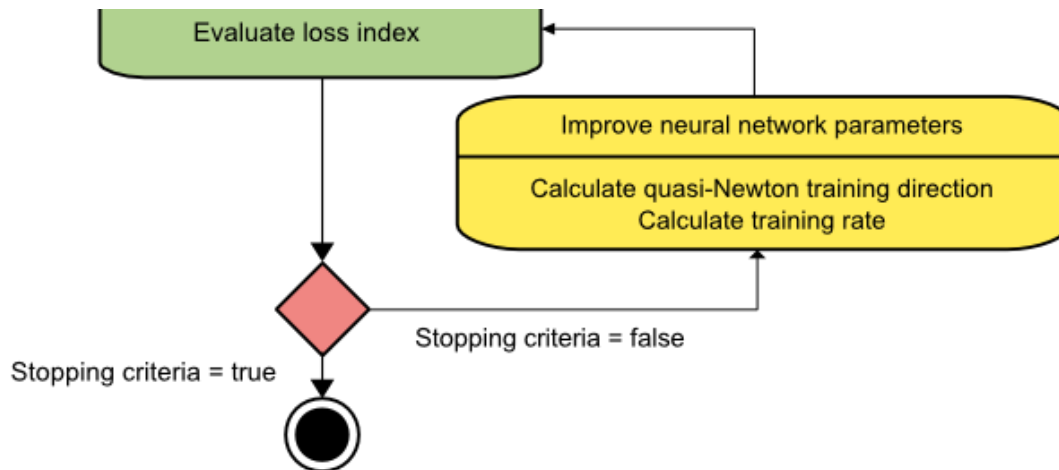 Evaluate loss index
Improve neural network parameters
Calculate quasi-Newton training direction
Calculate training rate
Stopping criteria = false
Stopping criteria = true